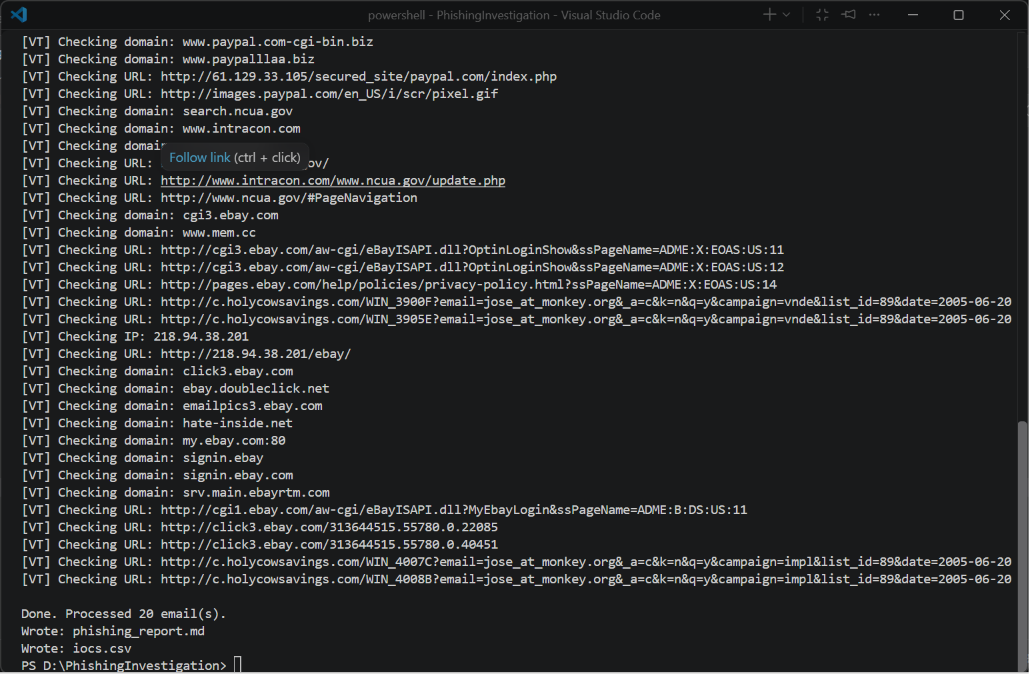 powershell - PhishingInvestigation - Visual Studio Code
[VT] Checking domain: www.paypal.com-cgi-bin.biz
[VT] Checking domain: www.paypalllaa.biz
[VT] Checking URL: http://61.129.33.105/secured_site/paypal.com/index.php
[VT] Checking URL: http://images.paypal.com/en_US/i/scr/pixel.gif
[VT] Checking domain: search.ncua.gov
[VT] Checking domain: www.intracon.com
[VT] Checking domain
Follow link (ctrl + click)
[VT] Checking URL: ov/
[VT] Checking URL: http://www.intracon.com/www.ncua.gov/update.php
[VT] Checking URL: http://www.ncua.gov/#PageNavigation
[VT] Checking domain: cgi3.ebay.com
[VT] Checking domain: www.mem.cc
[VT] Checking URL: http://cgi3.ebay.com/aw-cgi/eBayISAPI.dll?OptinLoginShow&ssPageName=ADME:X:EOAS:US:11
[VT] Checking URL: http://cgi3.ebay.com/aw-cgi/eBayISAPI.dll?OptinLoginShow&ssPageName=ADME:X:EOAS:US:12
[VT] Checking URL: http://pages.ebay.com/help/policies/privacy-policy.html?ssPageName=ADME:X:EOAS:US:14
[VT] Checking URL: http://c.holycowsavings.com/WIN_3900F?email=jose_at_monkey.org&_a=c&k=n&q=y&campaign=vnde&list_id=89&date=2005-06-20
[VT] Checking URL: http://c.holycowsavings.com/WIN_3905E?email=jose_at_monkey.org&_a=c&k=n&q=y&campaign=vnde&list_id=89&date=2005-06-20
[VT] Checking IP: 218.94.38.201
[VT] Checking URL: http://218.94.38.201/ebay/
[VT] Checking domain: click3.ebay.com
[VT] Checking domain: ebay.doubleclick.net
[VT] Checking domain: emailpics3.ebay.com
[VT] Checking domain: hate-inside.net
[VT] Checking domain: my.ebay.com:80
[VT] Checking domain: signin.ebay
[VT] Checking domain: signin.ebay.com
[VT] Checking domain: srv.main.ebayrtm.com
[VT] Checking URL: http://cgi1.ebay.com/aw-cgi/eBayISAPI.dll?MyEbayLogin&ssPageName=ADME:B:DS:US:11
[VT] Checking URL: http://click3.ebay.com/313644515.55780.0.22085
[VT] Checking URL: http://click3.ebay.com/313644515.55780.0.40451
[VT] Checking URL: http://c.holycowsavings.com/WIN_4007C?email=jose_at_monkey.org&_a=c&k=n&q=y&campaign=impl&list_id=89&date=2005-06-20
[VT] Checking URL: http://c.holycowsavings.com/WIN_4008B?email=jose_at_monkey.org&_a=c&k=n&q=y&campaign=impl&list_id=89&date=2005-06-20
Done. Processed 20 email(s).
Wrote: phishing_report.md
Wrote: iocs.csv
PS D:\PhishingInvestigation>